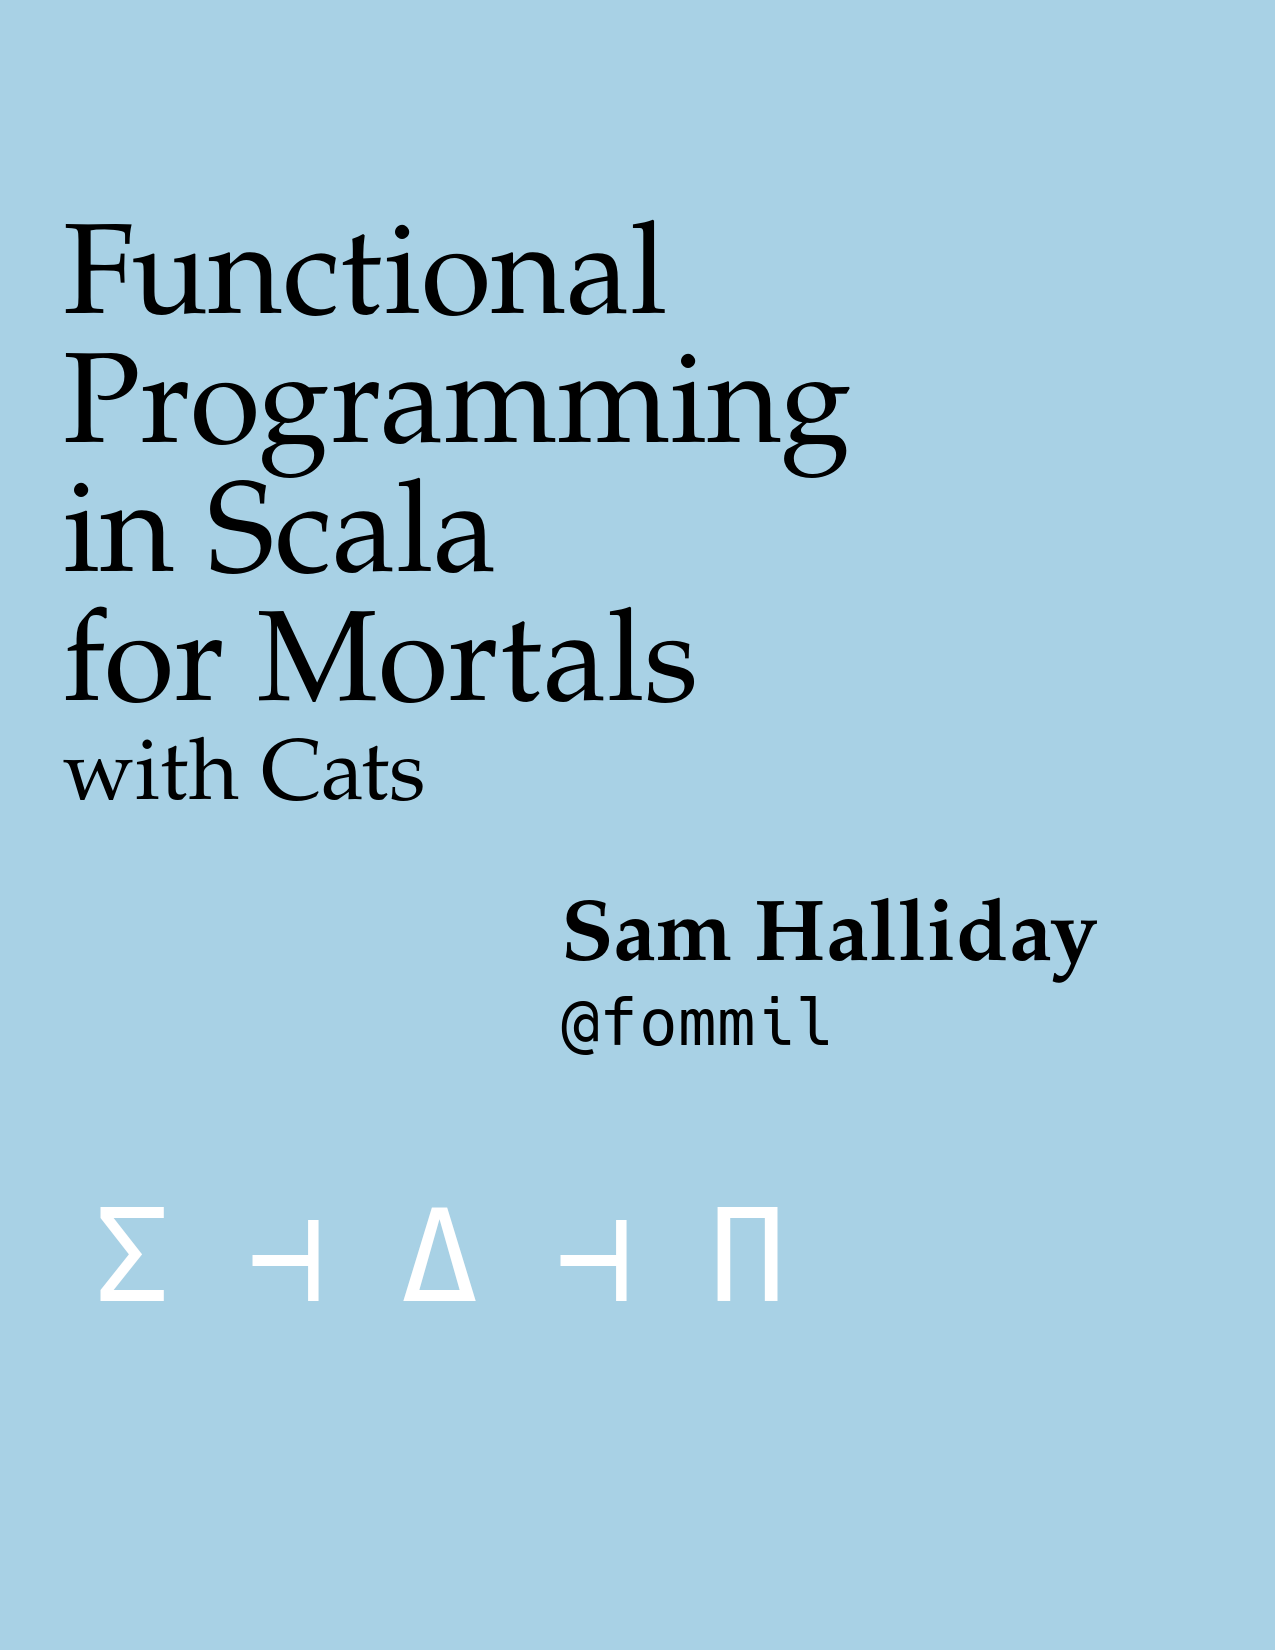 Functional
Programming
in Scala
for Mortals
with Cats
Sam Halliday
@fommil
Σ ⊣ Δ ⊣ Π